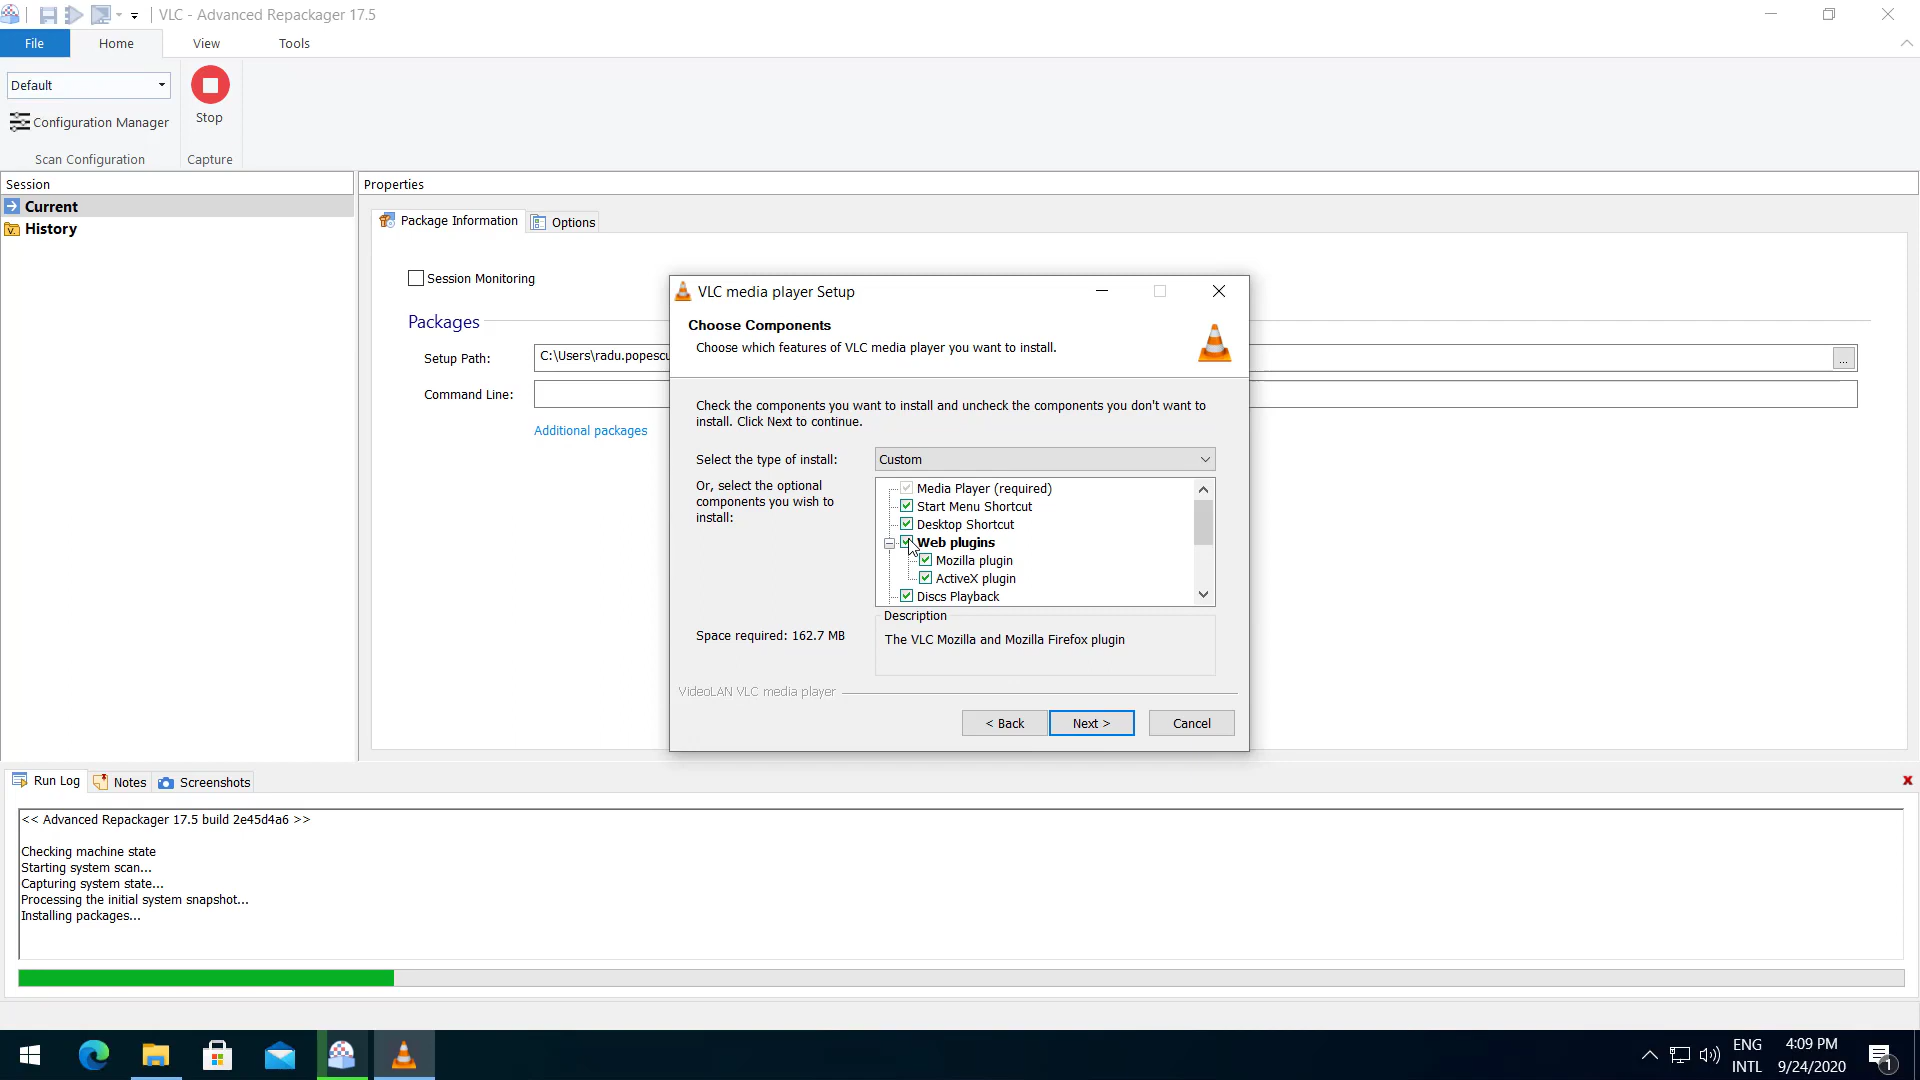 VLC - Advanced Repackager 17.5
File
Home
View
Tools
Default
Configuration Manager
Stop
Scan Configuration
Capture
Session
Current
History
Properties
Package Information
Options
Session Monitoring
Packages
Setup Path:
C:\Users\radu.popescu
...
Command Line:
Additional packages
VLC media player Setup
Choose Components
Choose which features of VLC media player you want to install.
Check the components you want to install and uncheck the components you don't want to
install. Click Next to continue.
Select the type of install:
Custom
Or, select the optional
components you wish to
install:
Media Player (required)
Start Menu Shortcut
Desktop Shortcut
Web plugins
Mozilla plugin
ActiveX plugin
Discs Playback
Space required: 162.7 MB
Description
The VLC Mozilla and Mozilla Firefox plugin
VideoLAN VLC media player
< Back
Next >
Cancel
Run Log
Notes
Screenshots
<< Advanced Repackager 17.5 build 2e45d4a6 >>
Checking machine state
Starting system scan...
Capturing system state...
Processing the initial system snapshot...
Installing packages...
ENG
INTL
4:09 PM
9/24/2020
1